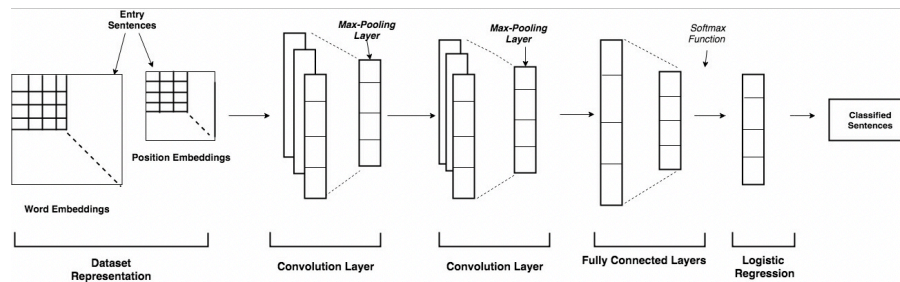 Entry
Sentences
Max-Pooling
Layer
Max-Pooling
Layer
Softmax
Function
Classified
Sentences
Position Embeddings
Word Embeddings
Dataset
Representation
Convolution Layer
Convolution Layer
Fully Connected Layers
Logistic
Regression